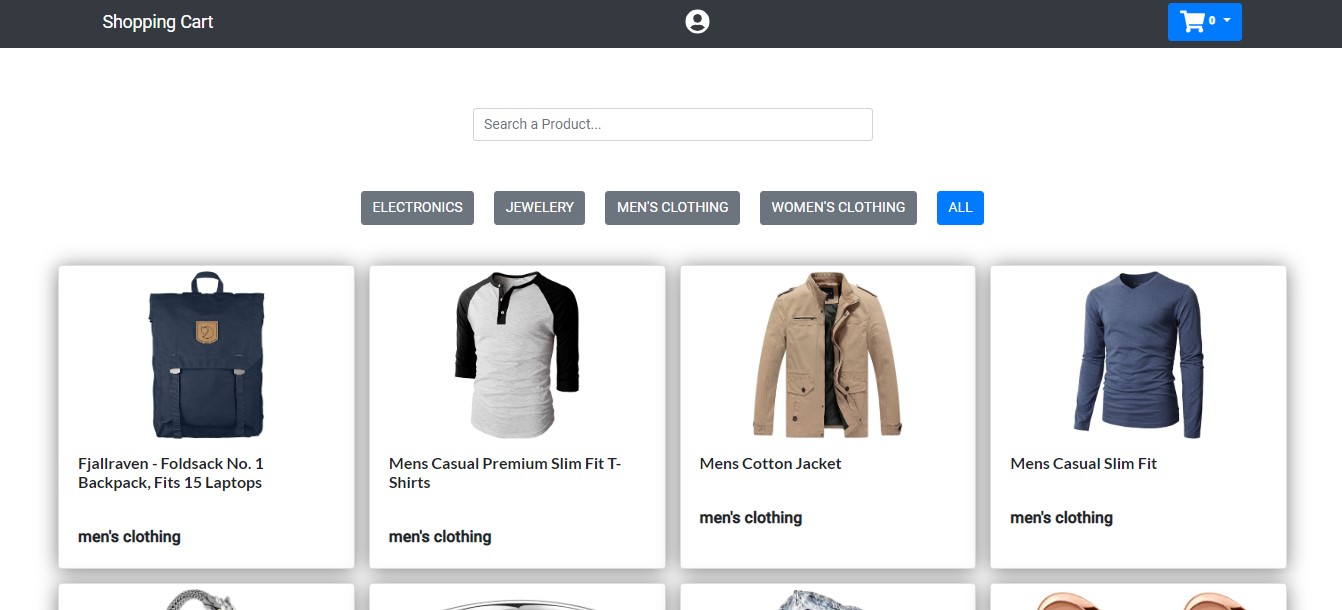 Shopping Cart
0
Search a Product...
ELECTRONICS
JEWELERY
MEN'S CLOTHING
WOMEN'S CLOTHING
ALL
Fjallraven - Foldsack No. 1
Backpack, Fits 15 Laptops
men's clothing
Mens Casual Premium Slim Fit T-
Shirts
men's clothing
Mens Cotton Jacket
men's clothing
Mens Casual Slim Fit
men's clothing